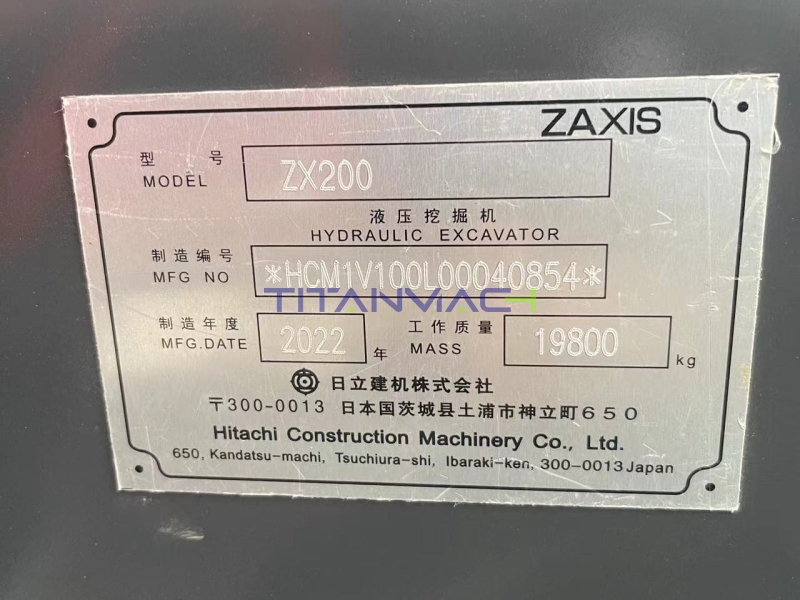 ZAXIS
型 号
MODEL
ZX200
液压挖掘机
HYDRAULIC EXCAVATOR
制造编号
MFG NO
*HCM1V100L00040854*
TITANMACH
制造年度
MFG.DATE
2022
年
工作质量
MASS
19800
kg
日立建机株式会社
〒300-0013 日本国茨城县土浦市神立町650
Hitachi Construction Machinery Co., Ltd.
650, Kandatsu-machi, Tsuchiura-shi, Ibaraki-ken, 300-0013 Japan